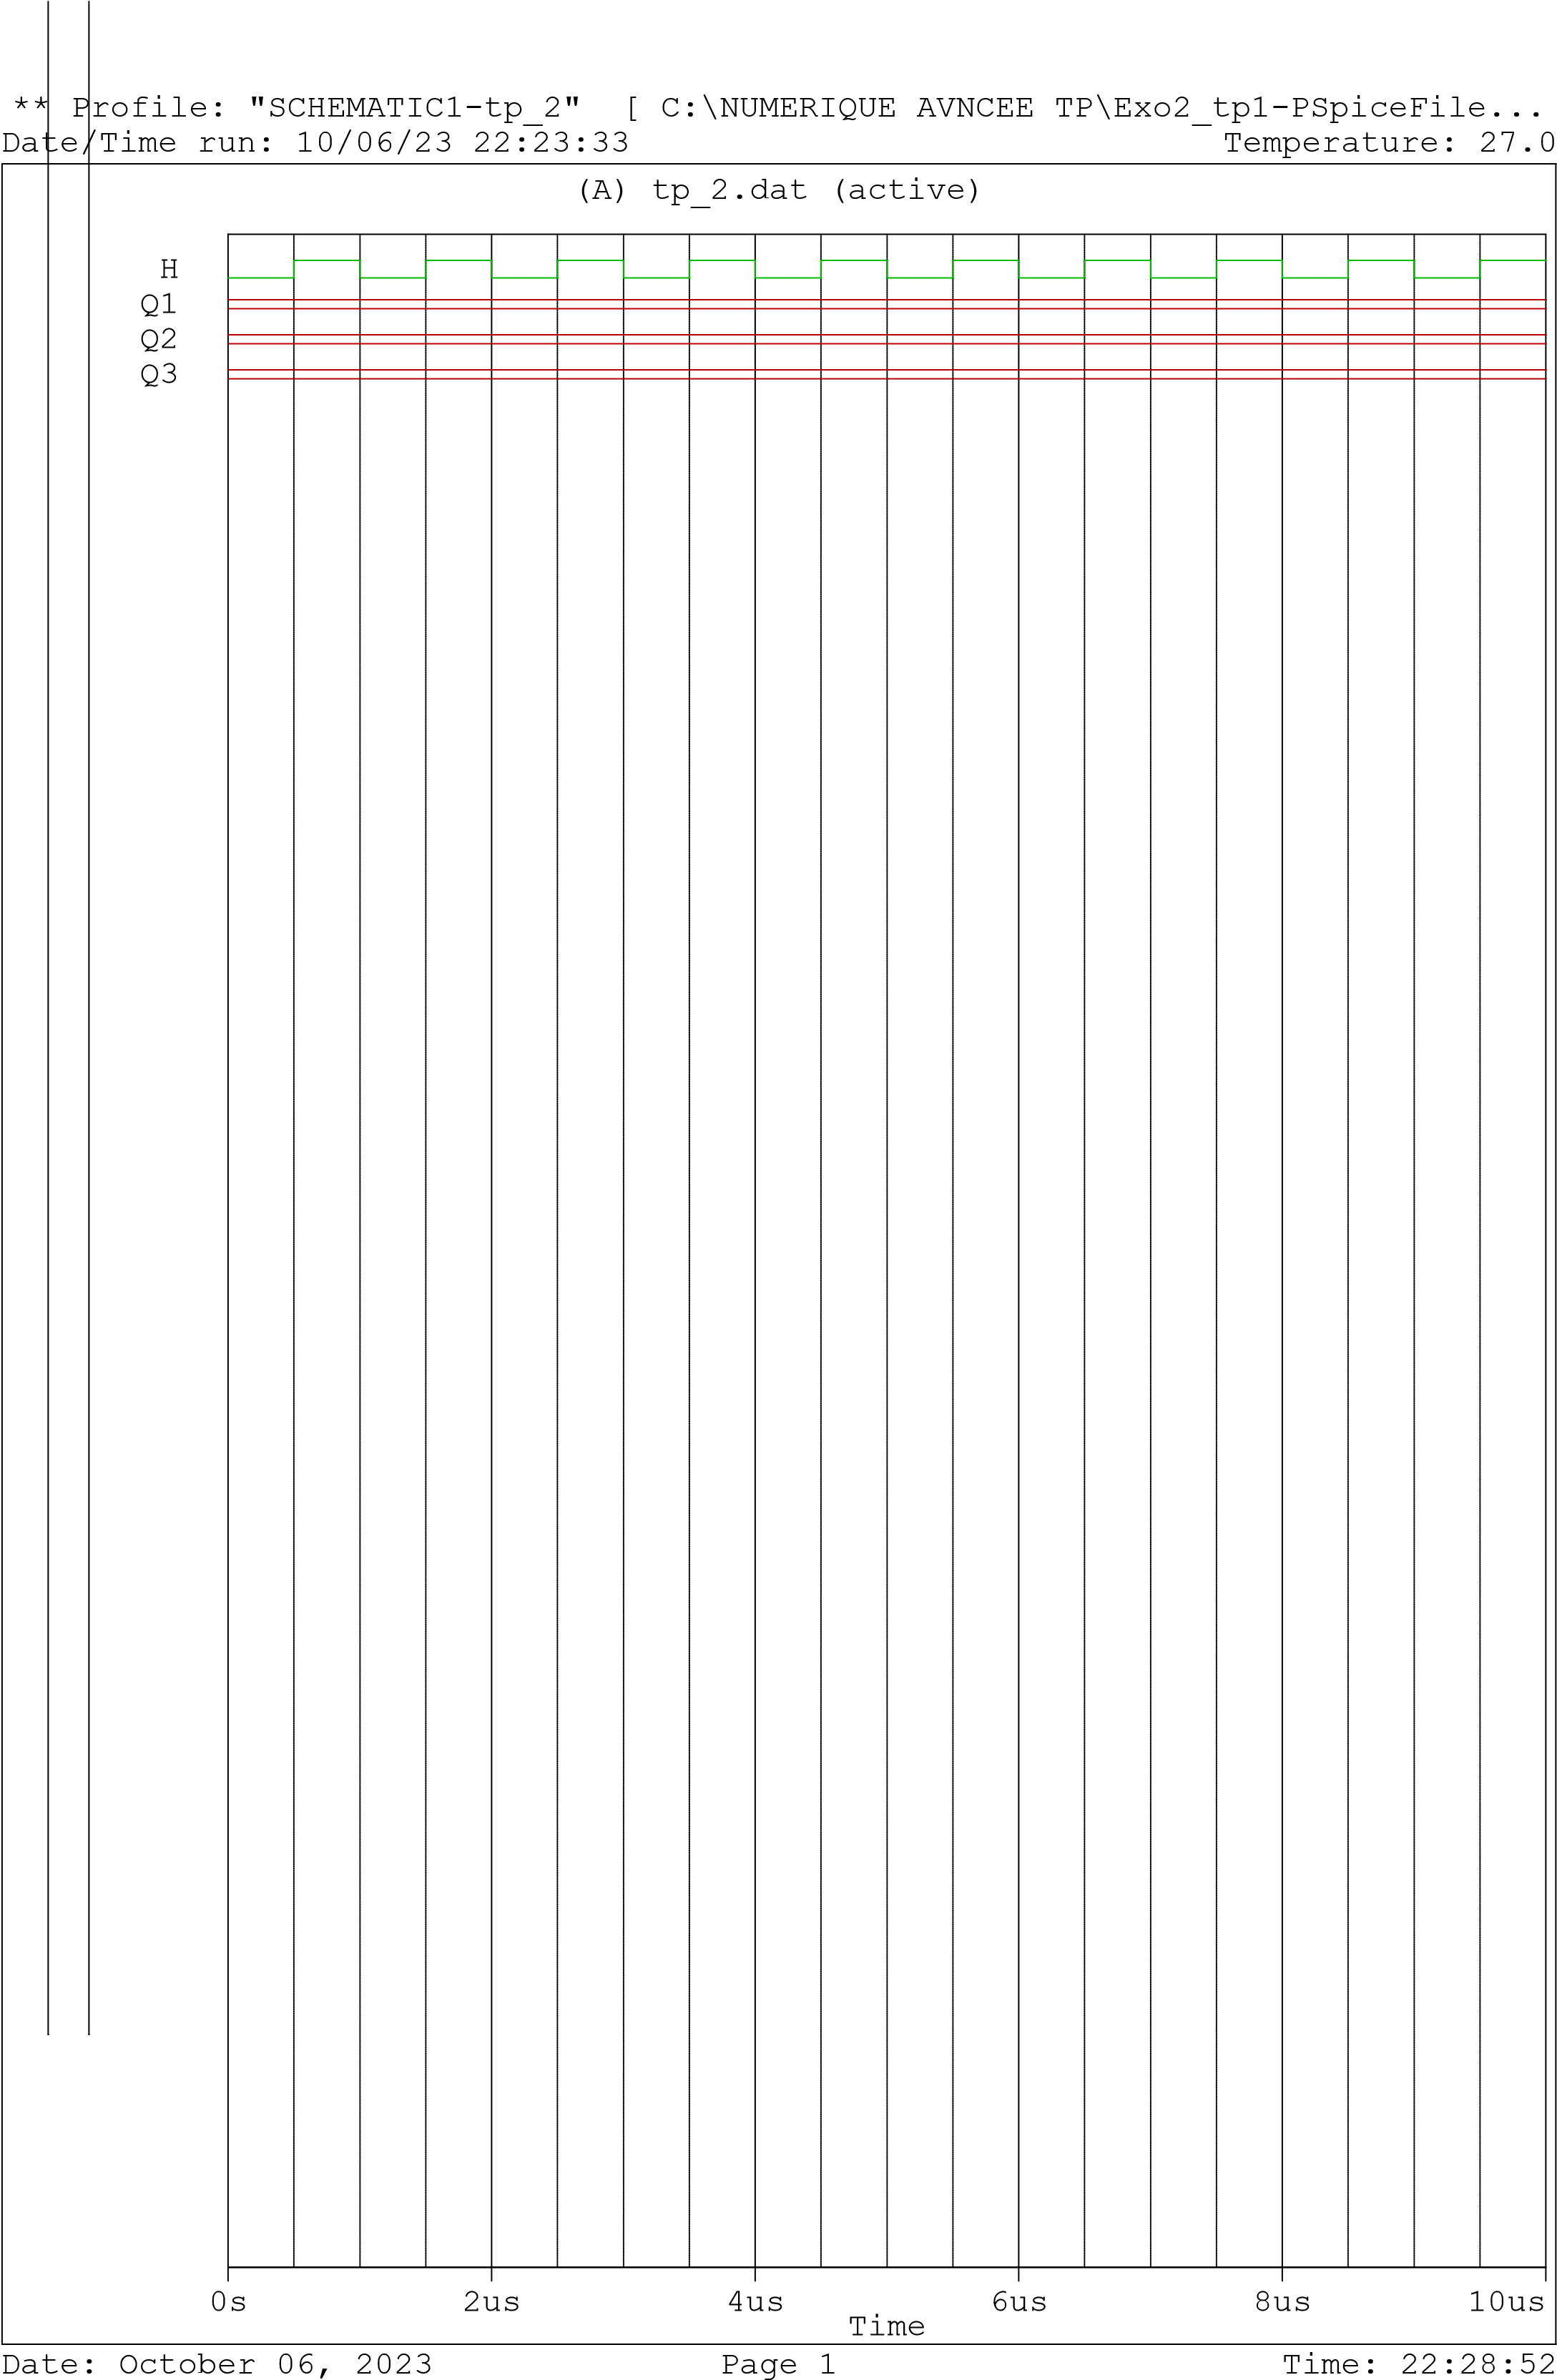 ** Profile: "SCHEMATIC1-tp_2"  [ C:\NUMERIQUE AVNCEE TP\Exo2_tp1-PSpiceFile...
Date/Time run: 10/06/23 22:23:33 Temperature: 27.0
(A) tp_2.dat (active)
H
Q1
Q2
Q3
0s 2us 4us 6us 8us 10us
Time
Date: October 06, 2023 Page 1 Time: 22:28:52